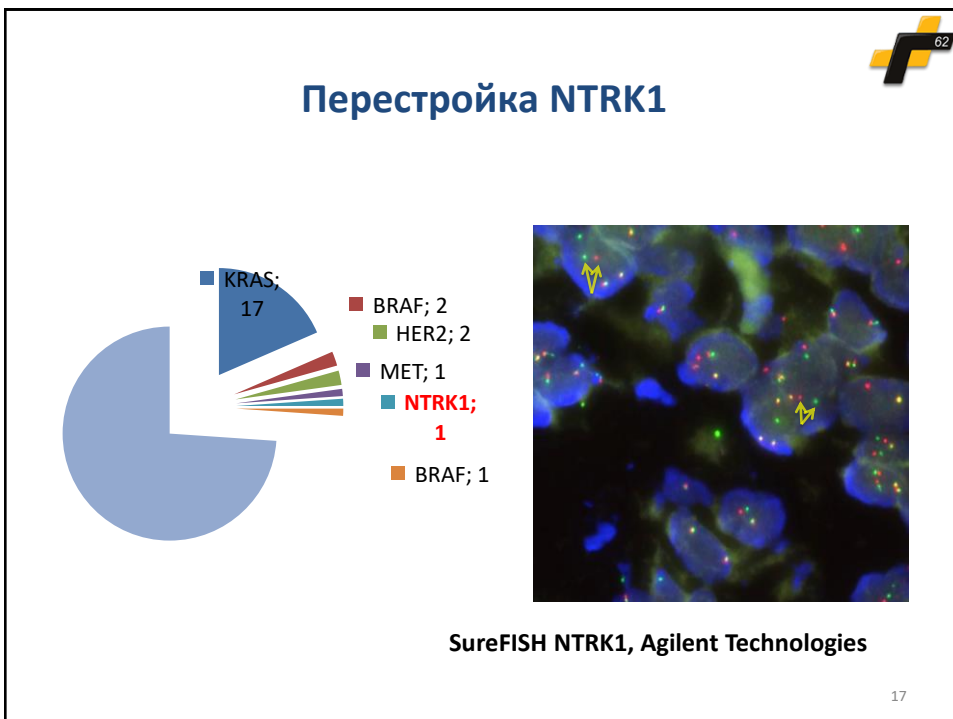 62
Перестройка NTRK1
KRAS;
17
BRAF; 2
HER2; 2
MET; 1
NTRK1;
1
BRAF; 1
SureFISH NTRK1, Agilent Technologies
17